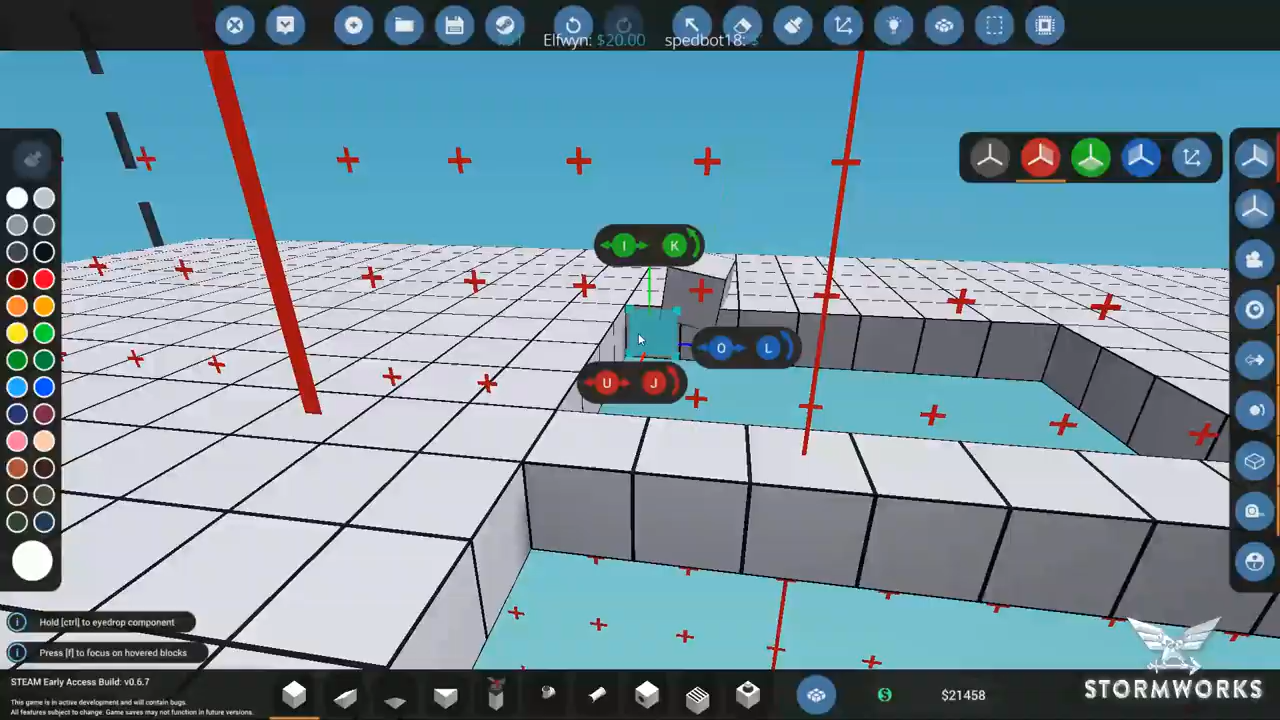 Elfwyn: $20.00 spedbot18:
I K
O L
U J
Hold [ctrl] to eyedrop component
Press [f] to focus on hovered blocks
STEAM Early Access Build: v0.6.7
This game is in active development and will contain bugs.
All features subject to change. Game saves may not function in future versions.
$ $21458
STORMWORKS